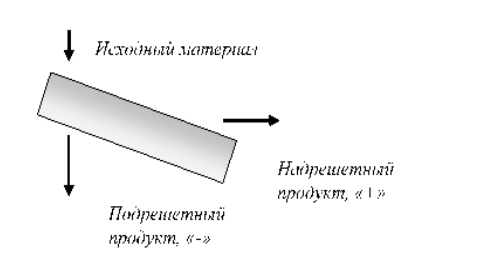 Исходный материал
Надрешетный
продукт, «+»
Подрешетный
продукт, «-»